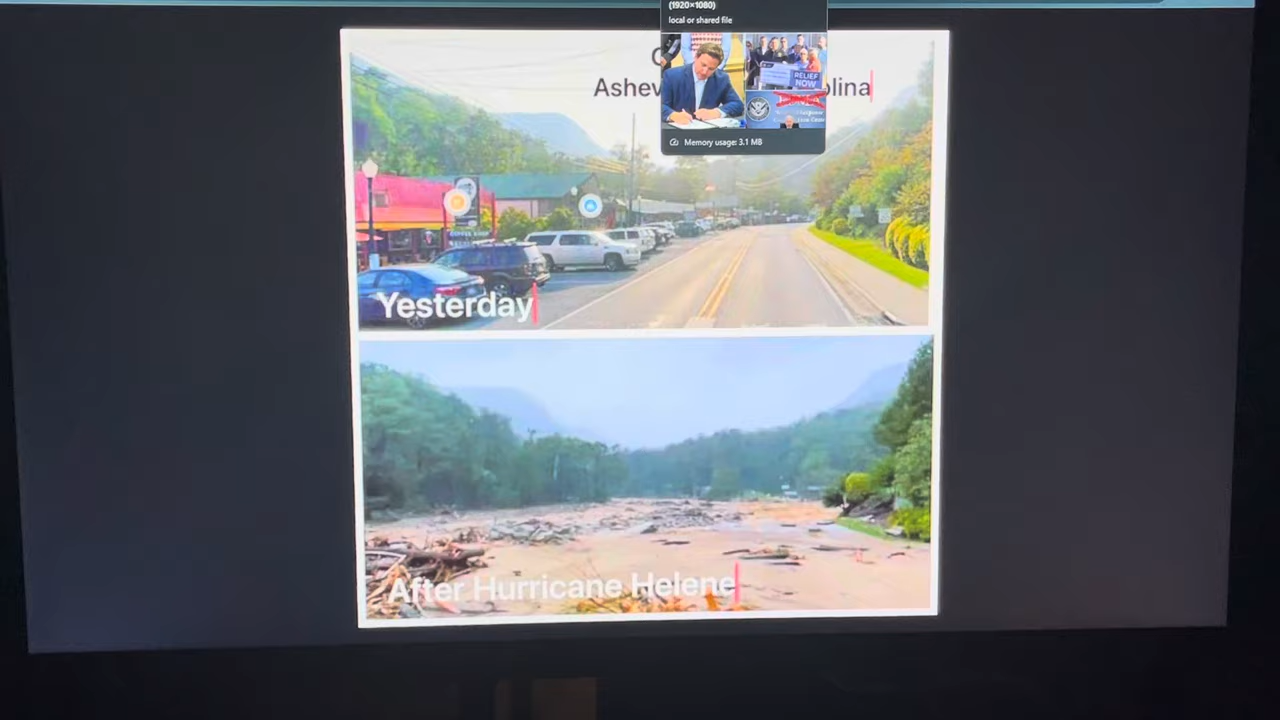 (1920×1080)
local or shared file
RELIEF
NOW
Memory usage: 3.1 MB
Ashev
olina
Yesterday
After Hurricane Helene